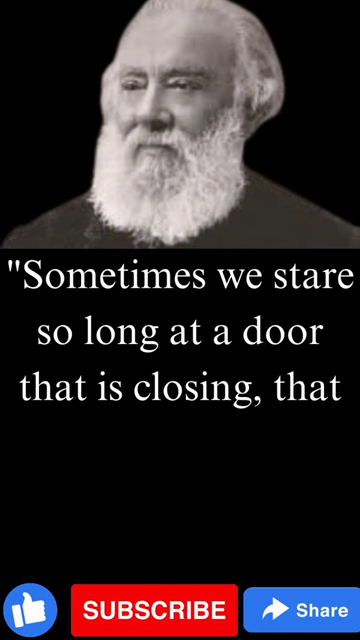 "Sometimes we stare
so long at a door
that is closing, that
SUBSCRIBE
Share